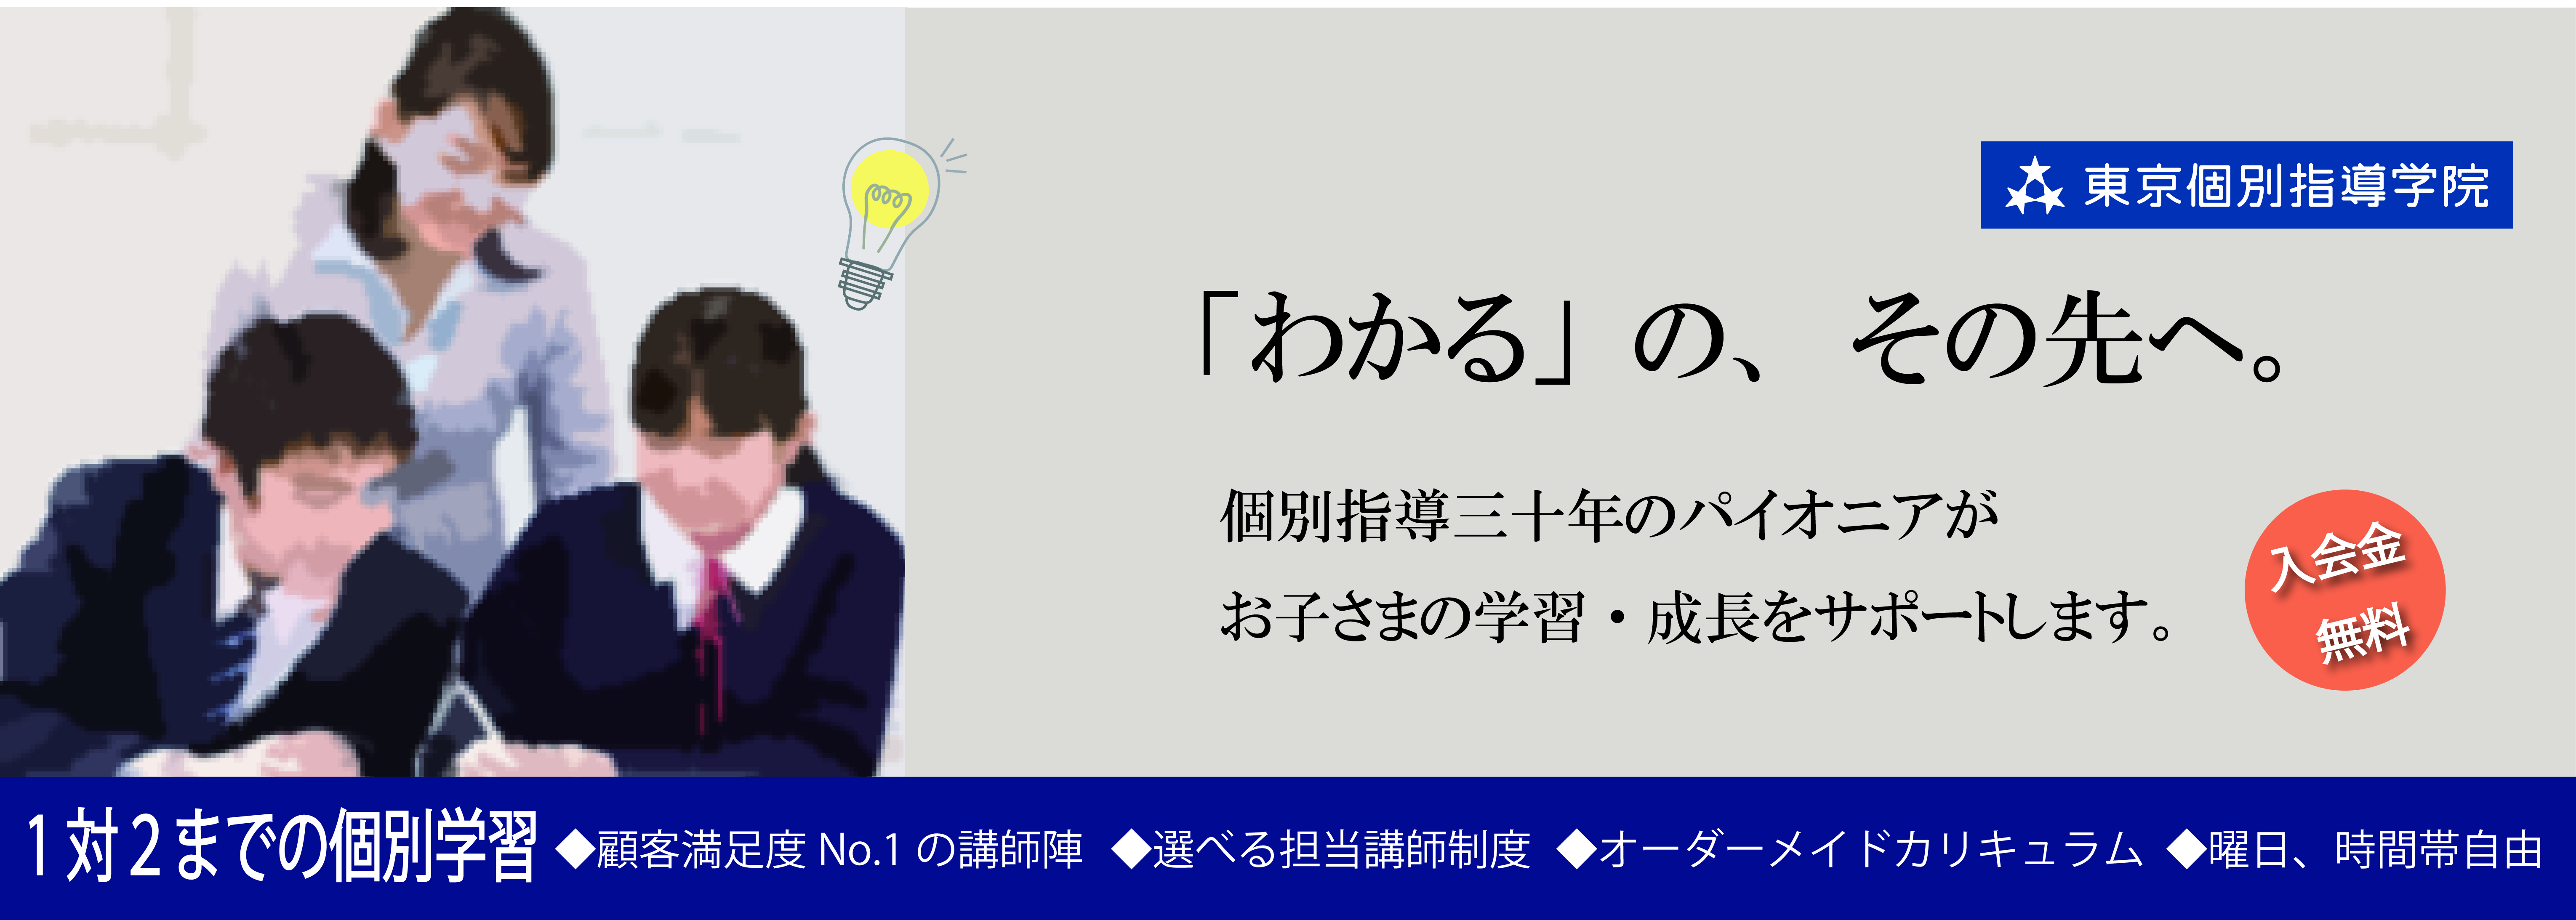 東京個別指導学院
「わかる」の、その先へ。
個別指導三十年のパイオニアが
お子さまの学習・成長をサポートします。
入会金
無料
1対2までの個別学習 ◆顧客満足度 No.1 の講師陣 ◆選べる担当講師制度 ◆オーダーメイドカリキュラム ◆曜日、時間帯自由